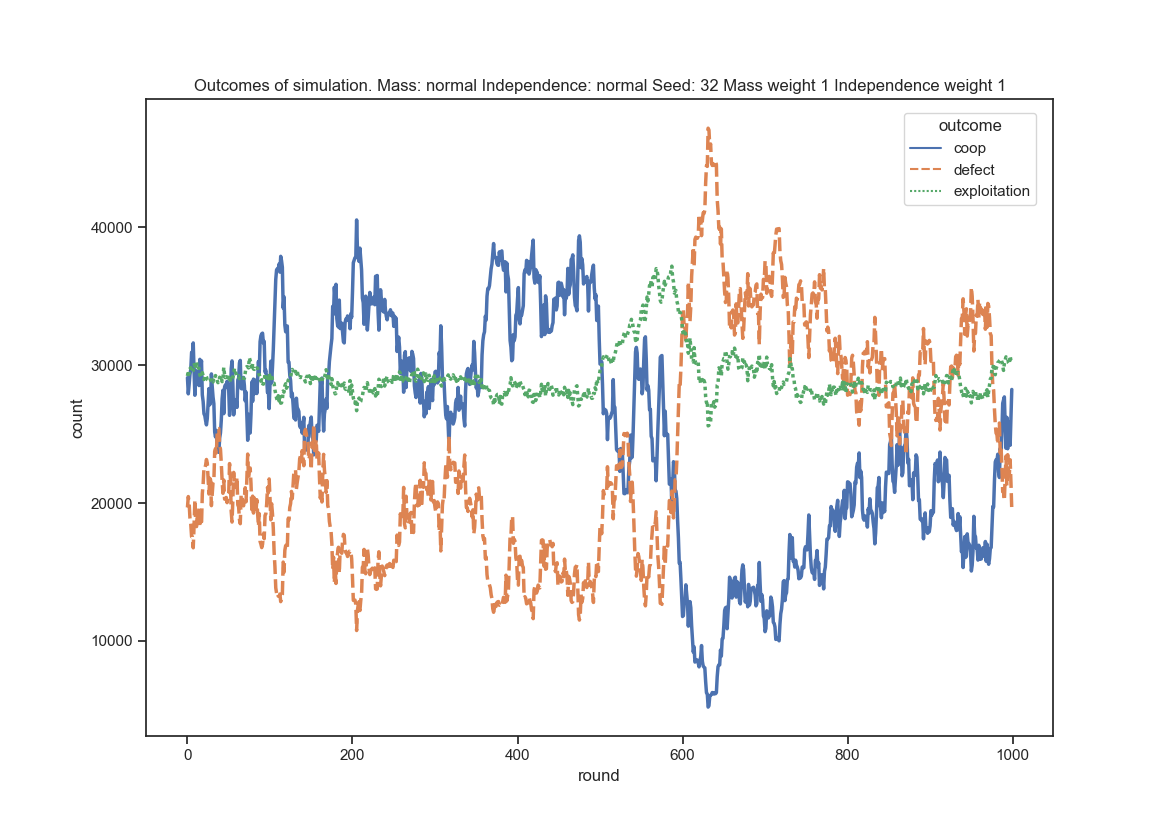 Outcomes of simulation. Mass: normal Independence: normal Seed: 32 Mass weight 1 Independence weight 1
outcome
coop
defect
exploitation
count
40000
30000
20000
10000
0
200
400
600
800
1000
round